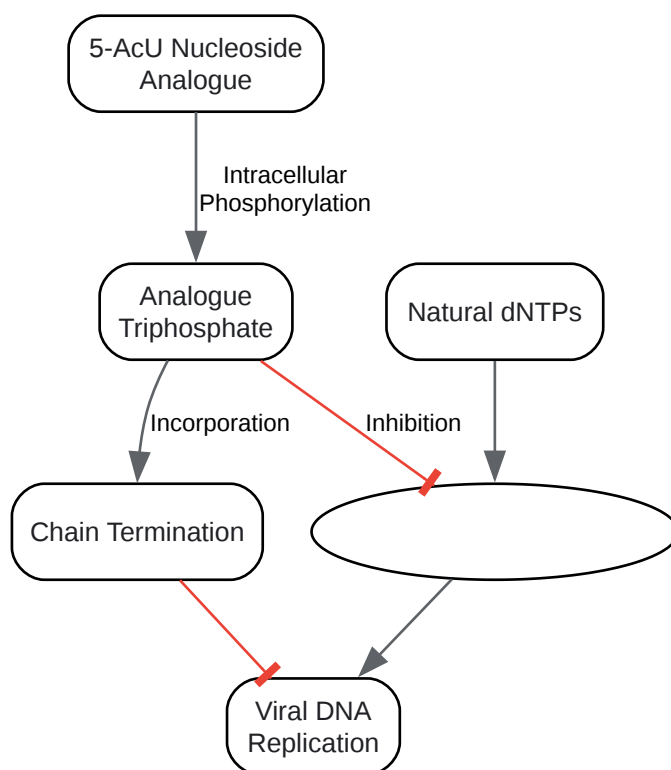 5-AcU Nucleoside
Analogue
Intracellular
Phosphorylation
Analogue
Triphosphate
Natural dNTPs
Incorporation
Inhibition
Chain Termination
Viral DNA
Replication